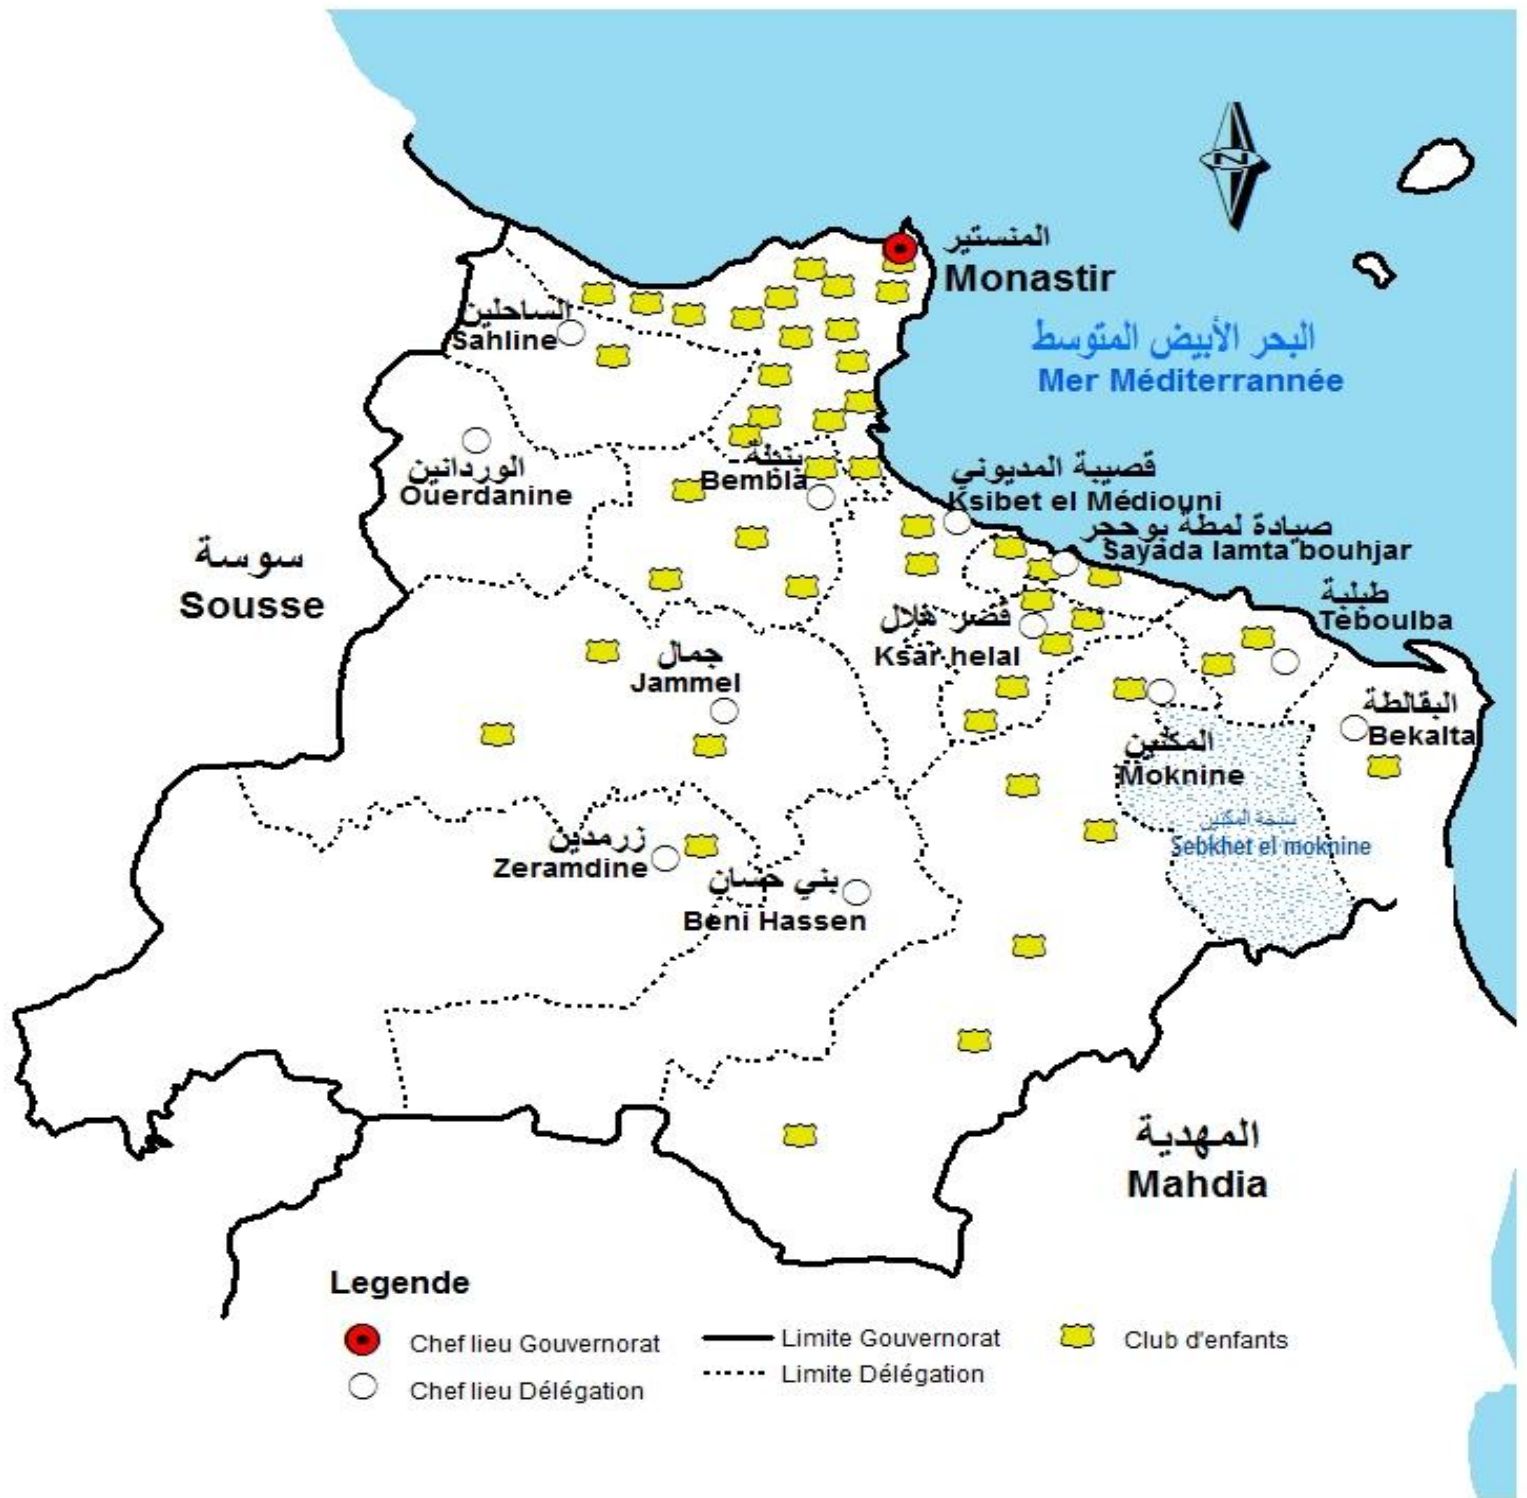 المنستير
Monastir
البحر الأبيض المتوسط
Mer Méditerrannée
الساحلين
Sahline
الوردانين
Ouerdanine
بنبلة
Bembla
قصيبة المديوني
Ksibet el Médiouni
صيادة لمطة بوحجر
Sayada lamta bouhjar
سوسة
Sousse
طبلبة
Teboulba
قصر هلال
Ksar helal
جمال
Jammel
البقالطة
Bekalta
المكنين
Moknine
سبخة المكنين
Sebkhet el moknine
زرمدين
Zeramdine
بني حسان
Beni Hassen
المهدية
Mahdia
N
Legende
Chef lieu Gouvernorat
Limite Gouvernorat
Club d'enfants
Chef lieu Délégation
Limite Délégation